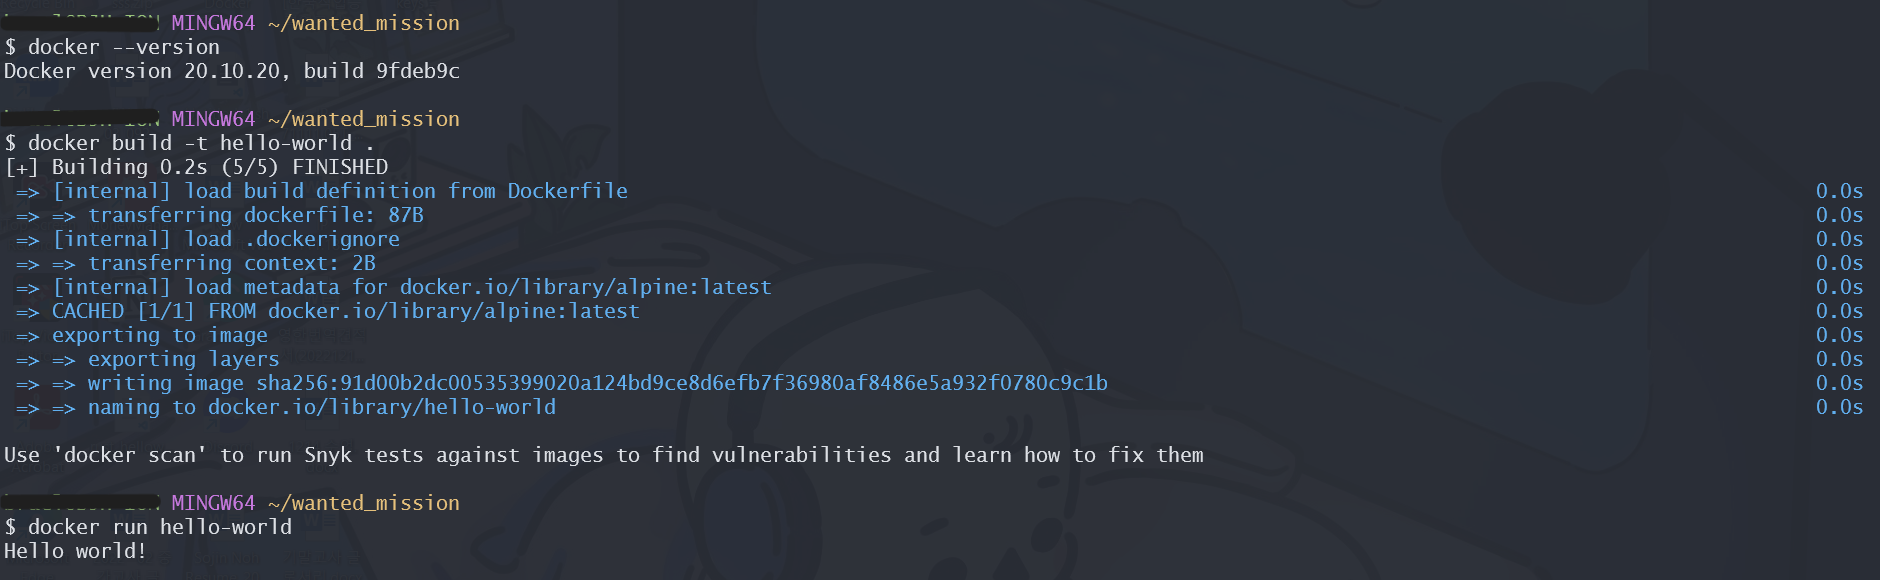 MINGW64 ~/wanted_mission
$ docker --version
Docker version 20.10.20, build 9fdeb9c
MINGW64 ~/wanted_mission
$ docker build -t hello-world .
[+] Building 0.2s (5/5) FINISHED
=> [internal] load build definition from Dockerfile 0.0s
=> => transferring dockerfile: 87B 0.0s
=> [internal] load .dockerignore 0.0s
=> => transferring context: 2B 0.0s
=> [internal] load metadata for docker.io/library/alpine:latest 0.0s
=> CACHED [1/1] FROM docker.io/library/alpine:latest 0.0s
=> exporting to image 0.0s
=> => exporting layers 0.0s
=> => writing image sha256:91d00b2dc00535399020a124bd9ce8d6efb7f36980af8486e5a932f0780c9c1b 0.0s
=> => naming to docker.io/library/hello-world 0.0s
Use 'docker scan' to run Snyk tests against images to find vulnerabilities and learn how to fix them
MINGW64 ~/wanted_mission
$ docker run hello-world
Hello world!